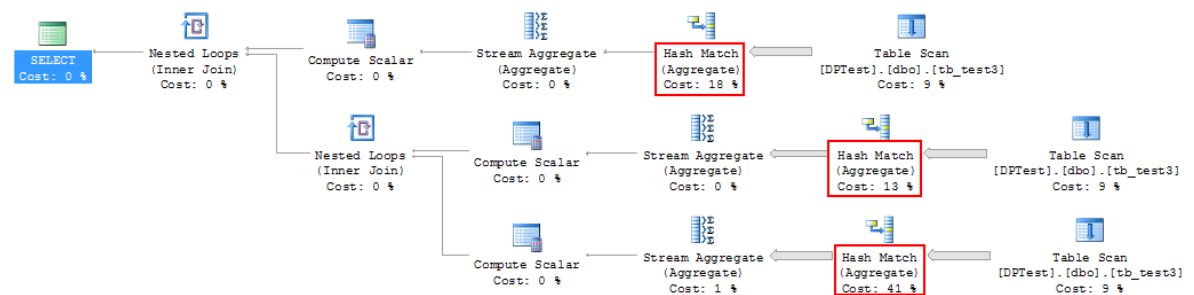 SELECT
Cost: 0 %
Nested Loops
(Inner Join)
Cost: 0 %
Compute Scalar
Cost: 0 %
Stream Aggregate
(Aggregate)
Cost: 0 %
Hash Match
(Aggregate)
Cost: 18 %
Table Scan
[DPTest].[dbo].[tb_test3]
Cost: 9 %
Nested Loops
(Inner Join)
Cost: 0 %
Compute Scalar
Cost: 0 %
Stream Aggregate
(Aggregate)
Cost: 0 %
Hash Match
(Aggregate)
Cost: 13 %
Table Scan
[DPTest].[dbo].[tb_test3]
Cost: 9 %
Compute Scalar
Cost: 0 %
Stream Aggregate
(Aggregate)
Cost: 1 %
Hash Match
(Aggregate)
Cost: 41 %
Table Scan
[DPTest].[dbo].[tb_test3]
Cost: 9 %